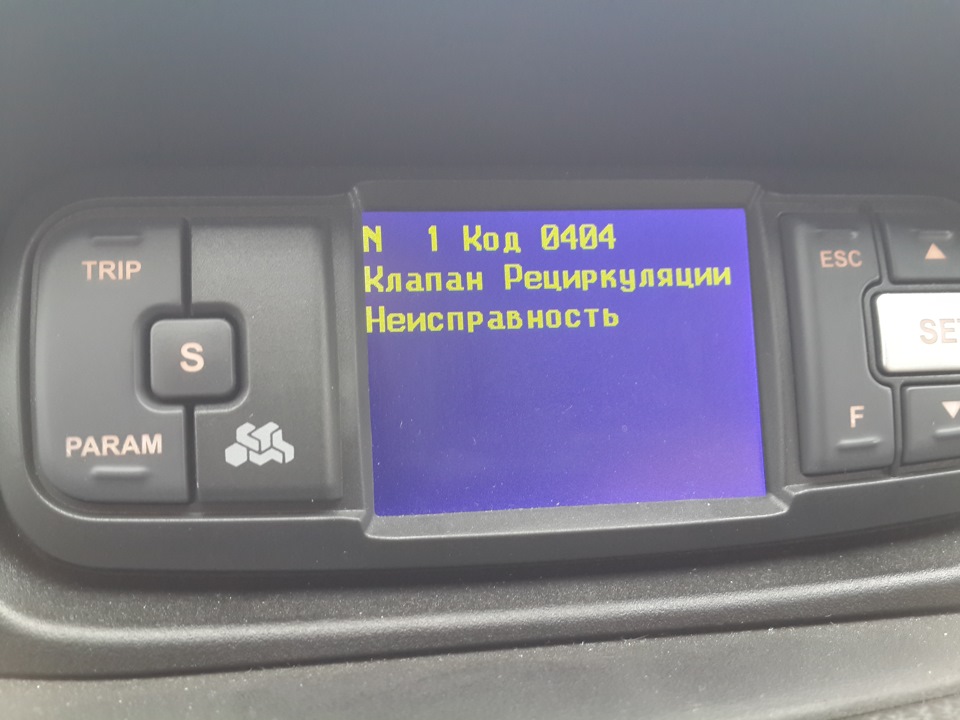 TRIP
S
PARAM
N 1 Код 0404
Клапан Рециркуляции
Неисправность
ESC
F